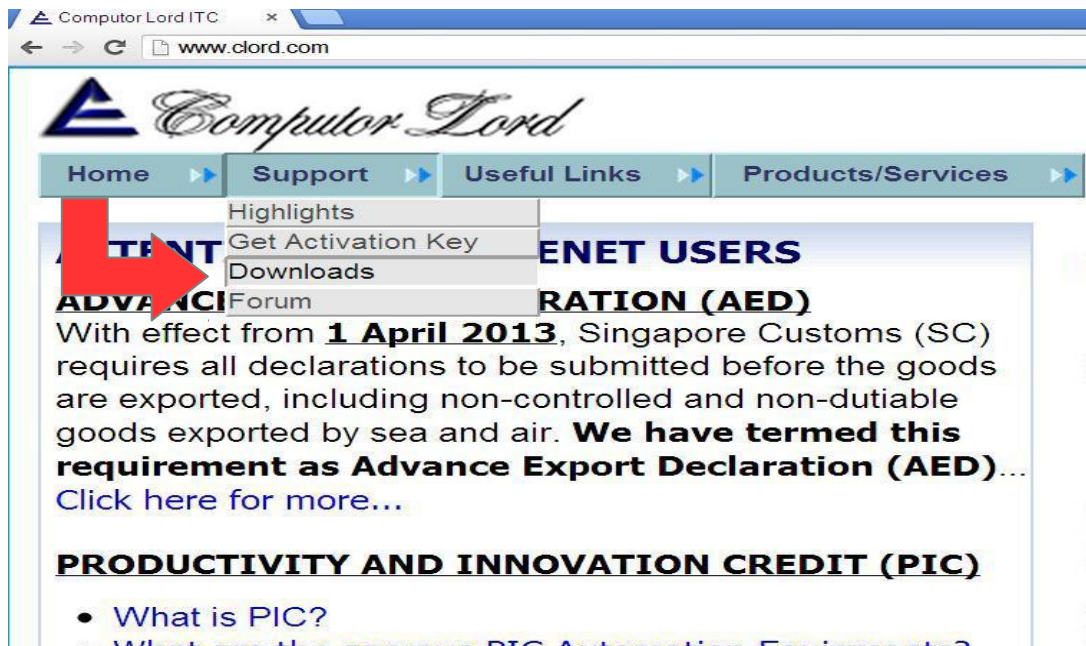 Computor Lord ITC
www.clord.com
Computor Lord
Home Support Useful Links Products/Services
Highlights
Get Activation Key
Downloads
Forum
ENET USERS
ADVANCE RATION (AED)
With effect from 1 April 2013, Singapore Customs (SC)
requires all declarations to be submitted before the goods
are exported, including non-controlled and non-dutiable
goods exported by sea and air. We have termed this
requirement as Advance Export Declaration (AED)...
Click here for more...
PRODUCTIVITY AND INNOVATION CREDIT (PIC)
• What is PIC?
PIC Automation